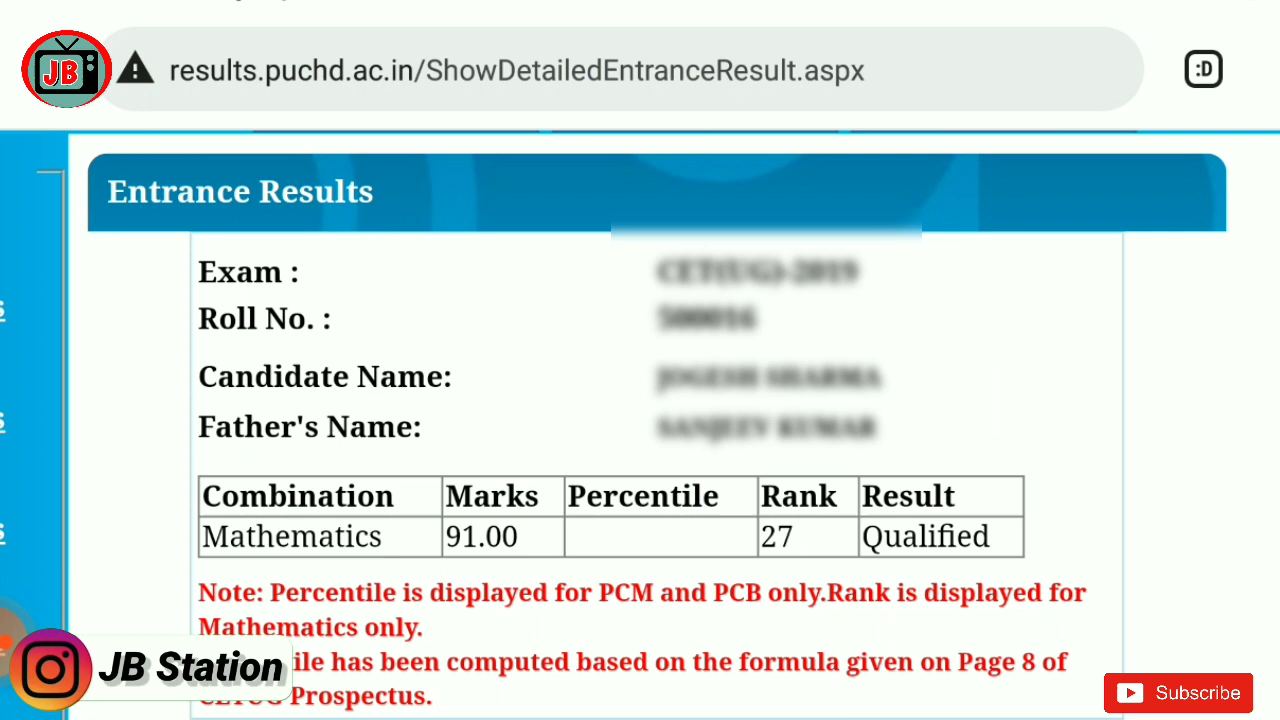 JB
results.puchd.ac.in/ShowDetailedEntranceResult.aspx
:D
Entrance Results
Exam :
Roll No. :
Candidate Name:
Father's Name:
Combination Marks Percentile Rank Result
Mathematics 91.00 27 Qualified
Note: Percentile is displayed for PCM and PCB only.Rank is displayed for
Mathematics only.
ile has been computed based on the formula given on Page 8 of
Prospectus.
JB Station
Subscribe